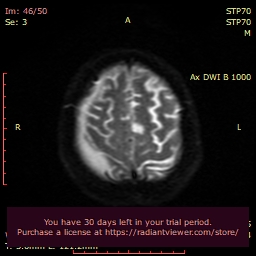 Im: 46/50
Se: 3
A
STP70
STP70
M
Ax DWI B 1000
R
L
You have 30 days left in your trial period.
Purchase a license at https://radiantviewer.com/store/